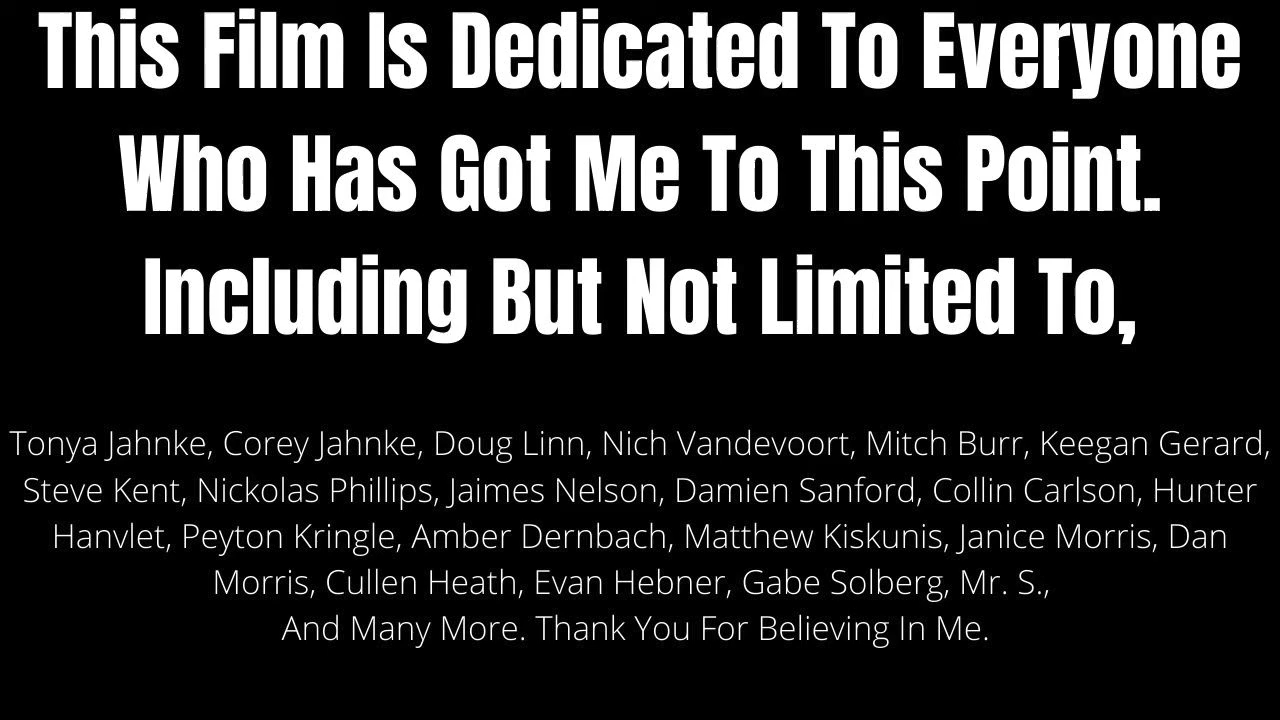 This Film Is Dedicated To Everyone
Who Has Got Me To This Point.
Including But Not Limited To,
Tonya Jahnke, Corey Jahnke, Doug Linn, Nich Vandevoort, Mitch Burr, Keegan Gerard,
Steve Kent, Nickolas Phillips, Jaimes Nelson, Damien Sanford, Collin Carlson, Hunter
Hanvlet, Peyton Kringle, Amber Dernbach, Matthew Kiskunis, Janice Morris, Dan
Morris, Cullen Heath, Evan Hebner, Gabe Solberg, Mr. S.,
And Many More. Thank You For Believing In Me.